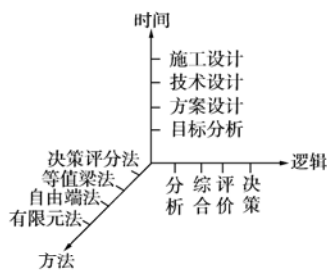 时间
施工设计
技术设计
方案设计
目标分析
决策评分法
等值梁法
自由端法
有限元法
方法
逻辑
分析
综合
评价
决策